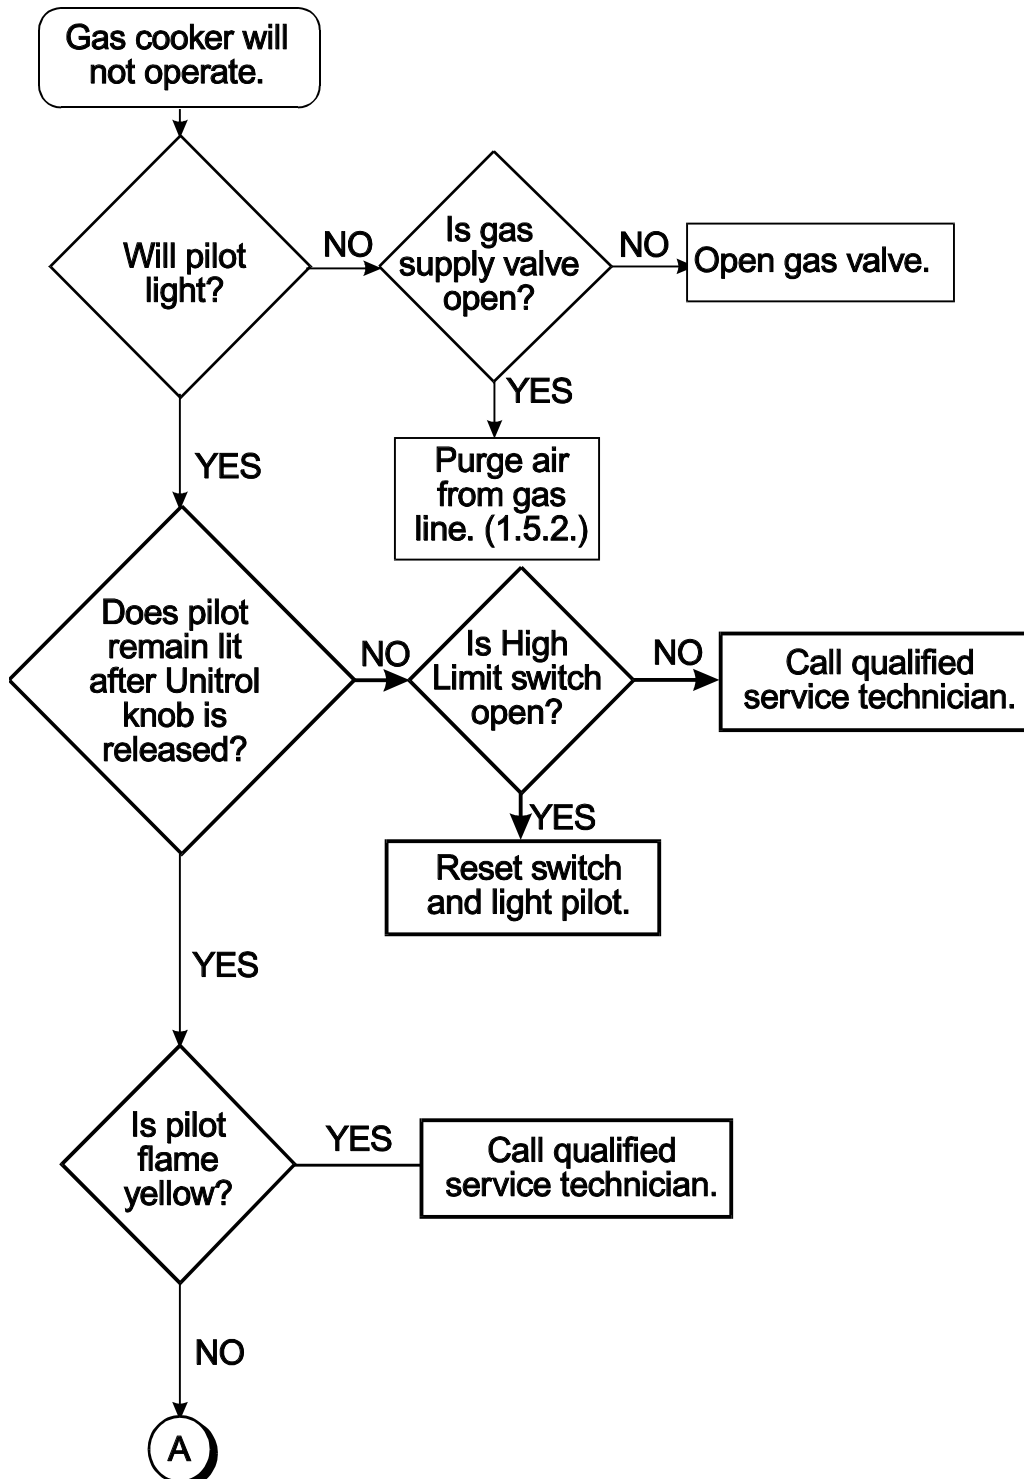 Gas cooker will
not operate.
Will pilot
light?
NO
Is gas
supply valve
open?
NO
Open gas valve.
YES
Purge air
from gas
line. (1.5.2.)
YES
Does pilot
remain lit
after Unitrol
knob is
released?
NO
Is High
Limit switch
open?
NO
Call qualified
service technician.
YES
Reset switch
and light pilot.
YES
Is pilot
flame
yellow?
YES
Call qualified
service technician.
NO
A